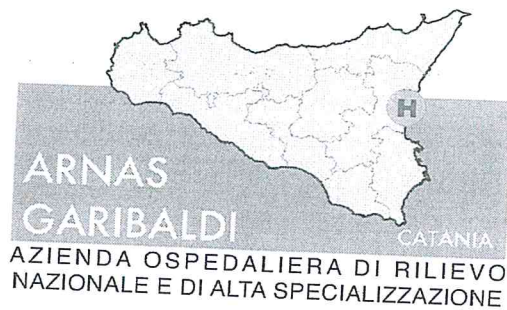 H
ARNAS
GARIBALDI
CATANIA
AZIENDA OSPEDALIERA DI RILIEVO
NAZIONALE E DI ALTA SPECIALIZZAZIONE